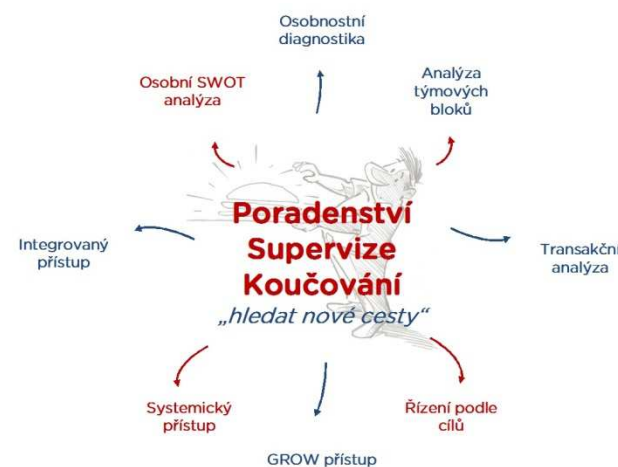 Osobnostní
diagnostika
Osobní SWOT
analýza
Analýza
týmových
bloků
Poradenství
Supervize
Koučování
„hledat nové cesty“
Integrovaný
přístup
Transakční
analýza
Systemický
přístup
Řízení podle
cílů
GROW přístup